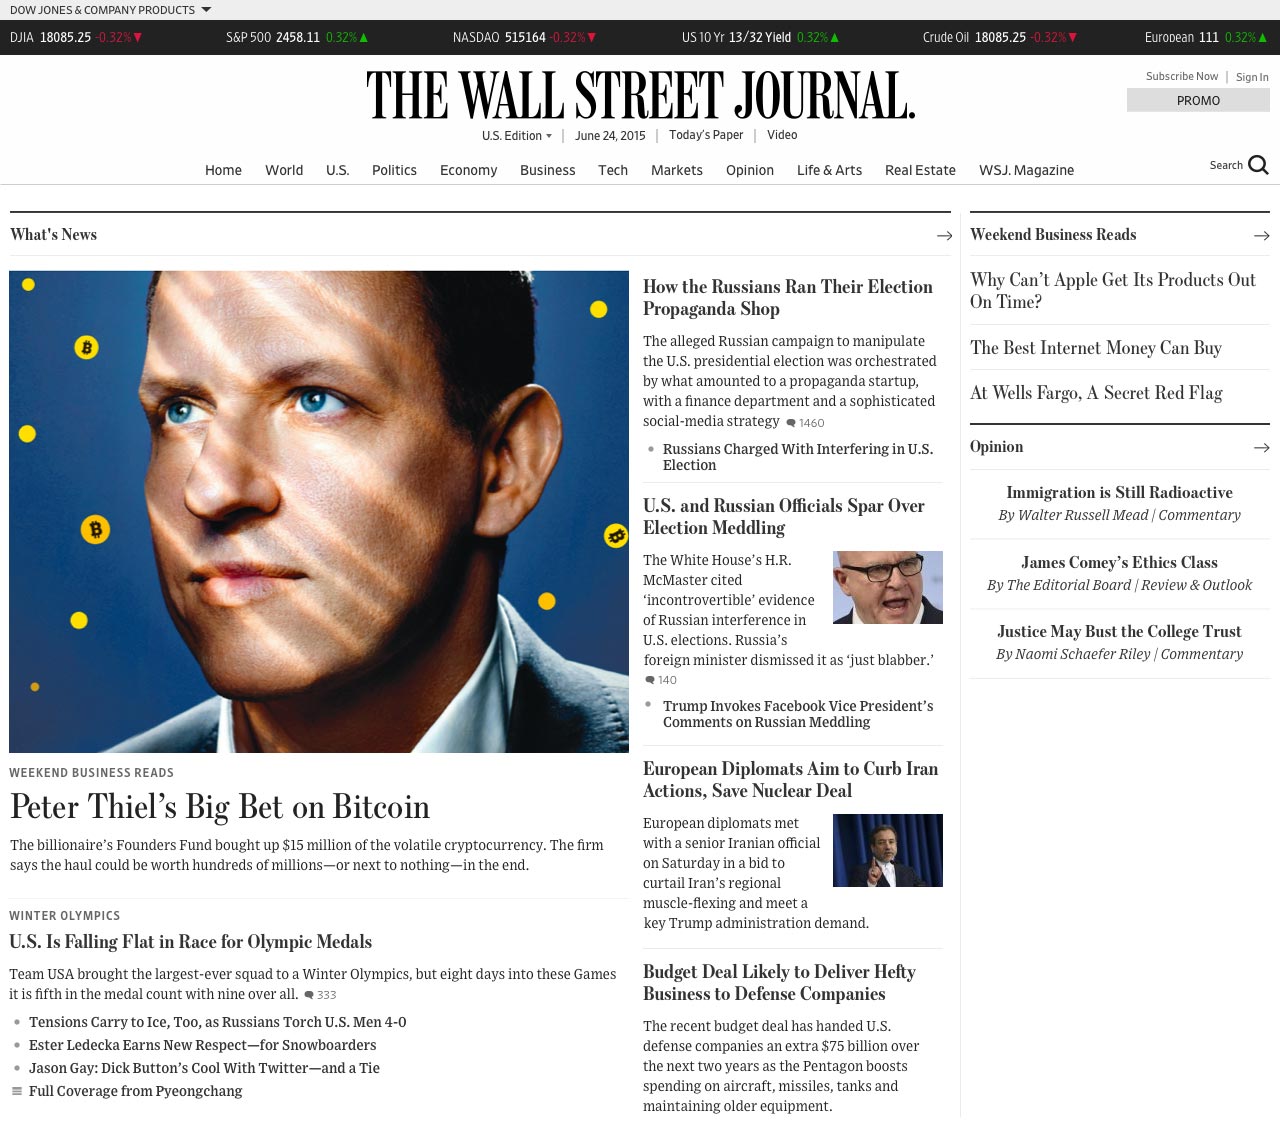 DOW JONES & COMPANY PRODUCTS
DJIA 18085.25 -0.32%
S&P 500 2458.11 0.32%
NASDAQ 515164 -0.32%
US 10 Yr 13/32 Yield 0.32%
Crude Oil 18085.25 -0.32%
European 111 0.32%
THE WALL STREET JOURNAL.
Subscribe Now | Sign In
PROMO
U.S. Edition | June 24, 2015 | Today's Paper | Video
Home World U.S. Politics Economy Business Tech Markets Opinion Life & Arts Real Estate WSJ. Magazine
Search
What's News
WEEKEND BUSINESS READS
Peter Thiel’s Big Bet on Bitcoin
The billionaire’s Founders Fund bought up $15 million of the volatile cryptocurrency. The firm
says the haul could be worth hundreds of millions—or next to nothing—in the end.
WINTER OLYMPICS
U.S. Is Falling Flat in Race for Olympic Medals
Team USA brought the largest-ever squad to a Winter Olympics, but eight days into these Games
it is fifth in the medal count with nine over all. 333
Tensions Carry to Ice, Too, as Russians Torch U.S. Men 4-0
Ester Ledecka Earns New Respect—for Snowboarders
Jason Gay: Dick Button’s Cool With Twitter—and a Tie
Full Coverage from Pyeongchang
How the Russians Ran Their Election
Propaganda Shop
The alleged Russian campaign to manipulate
the U.S. presidential election was orchestrated
by what amounted to a propaganda startup,
with a finance department and a sophisticated
social-media strategy 1460
Russians Charged With Interfering in U.S.
Election
U.S. and Russian Officials Spar Over
Election Meddling
The White House’s H.R.
McMaster cited
‘incontrovertible’ evidence
of Russian interference in
U.S. elections. Russia’s
foreign minister dismissed it as ‘just blabber.’
140
Trump Invokes Facebook Vice President’s
Comments on Russian Meddling
European Diplomats Aim to Curb Iran
Actions, Save Nuclear Deal
European diplomats met
with a senior Iranian official
on Saturday in a bid to
curtail Iran’s regional
muscle-flexing and meet a
key Trump administration demand.
Budget Deal Likely to Deliver Hefty
Business to Defense Companies
The recent budget deal has handed U.S.
defense companies an extra $75 billion over
the next two years as the Pentagon boosts
spending on aircraft, missiles, tanks and
maintaining older equipment.
Weekend Business Reads
Why Can’t Apple Get Its Products Out
On Time?
The Best Internet Money Can Buy
At Wells Fargo, A Secret Red Flag
Opinion
Immigration is Still Radioactive
By Walter Russell Mead | Commentary
James Comey’s Ethics Class
By The Editorial Board | Review & Outlook
Justice May Bust the College Trust
By Naomi Schaefer Riley | Commentary